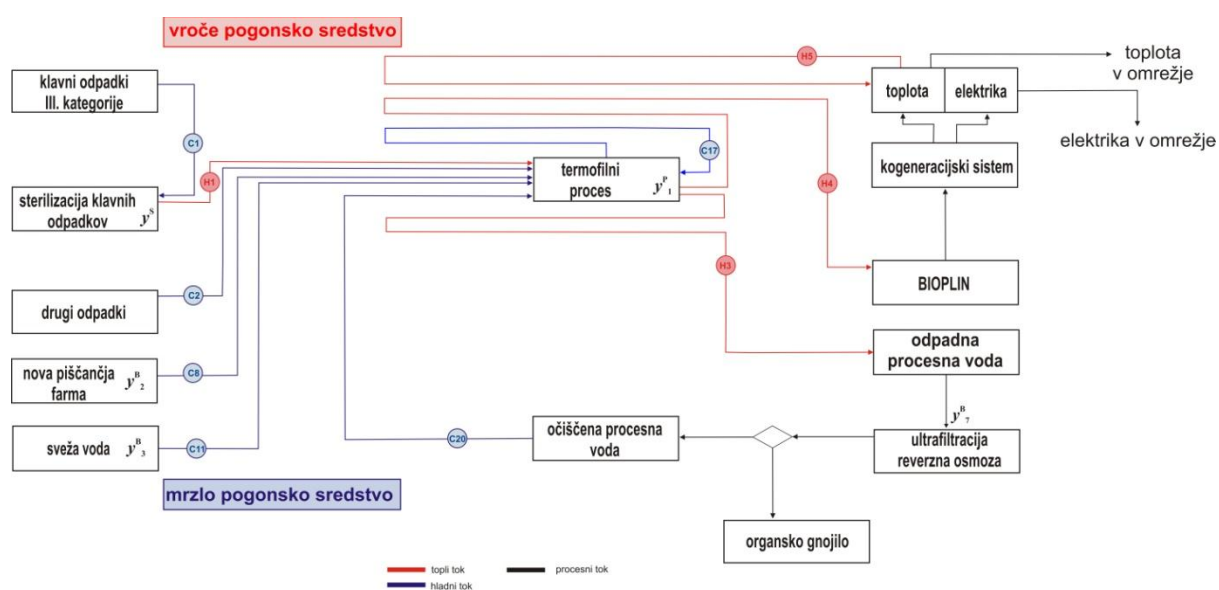 vroče pogonsko sredstvo
H5
toplota
v omrežje
klavni odpadki
III. kategorije
toplota
elektrika
elektrika v omrežje
C1
C17
H1
termofilni
proces
y^P_1
kogeneracijski sistem
H4
sterilizacija klavnih
odpadkov
y^S
H3
C2
drugi odpadki
BIOPLIN
odpadna
procesna voda
nova piščančja
farma
y^B_2
C8
y^B_7
sveža voda
y^B_3
C11
C20
očiščena procesna
voda
ultrafiltracija
reverzna osmoza
mrzlo pogonsko sredstvo
organsko gnojilo
topli tok
procesni tok
hladni tok